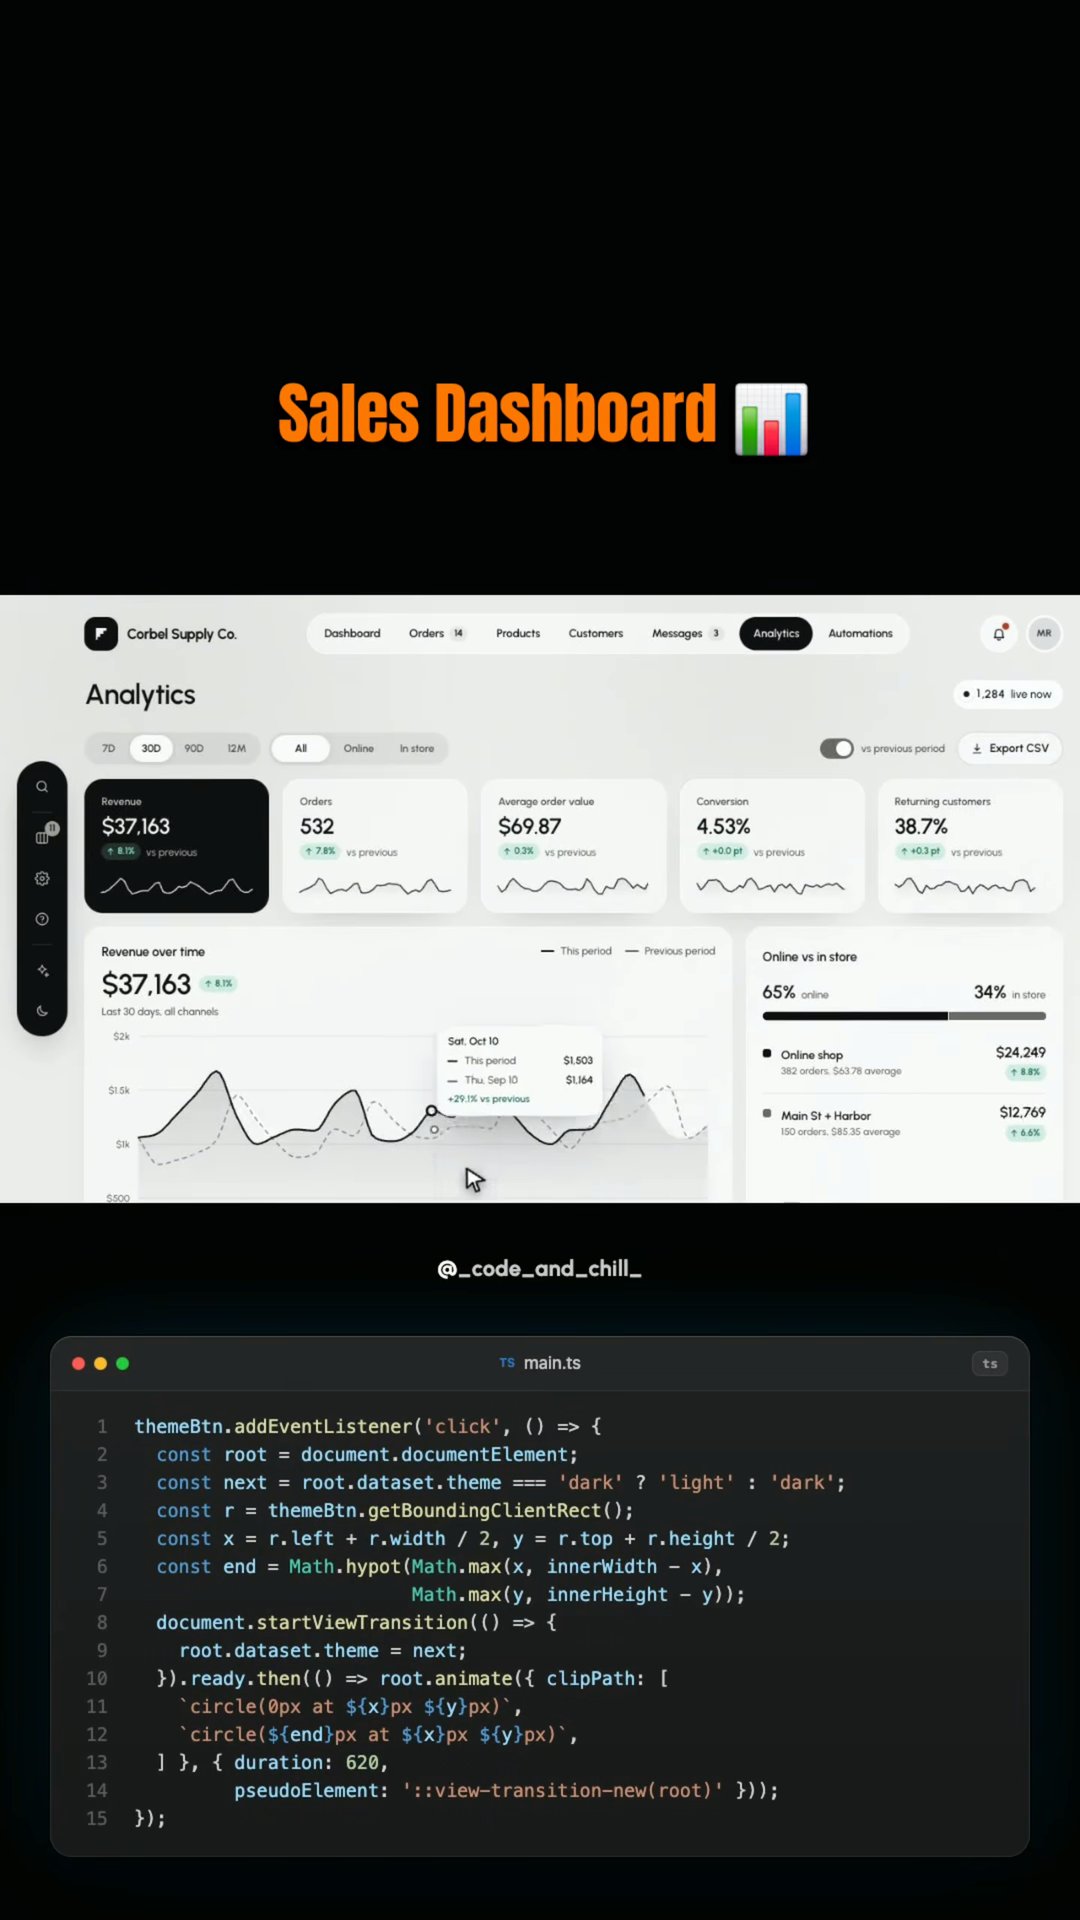 Sales Dashboard 📊
Corbel Supply Co.
Dashboard Orders 14 Products Customers Messages 3 Analytics Automations
MR
Analytics
1,284 live now
7D 30D 90D 12M All Online In store
vs previous period Export CSV
11
Revenue
$37,163
↑ 8.1% vs previous
Orders
532
↑ 7.8% vs previous
Average order value
$69.87
↑ 0.3% vs previous
Conversion
4.53%
↑ +0.0 pt vs previous
Returning customers
38.7%
↑ +0.3 pt vs previous
Revenue over time
This period Previous period
$37,163 ↑ 8.1%
Last 30 days, all channels
$2k
$1.5k
$1k
$500
Sat, Oct 10
This period $1,503
Thu, Sep 10 $1,164
+29.1% vs previous
Online vs in store
65% online 34% in store
Online shop $24,249
382 orders, $63.78 average ↑ 8.8%
Main St + Harbor $12,769
150 orders, $85.35 average ↑ 6.6%
@_code_and_chill_
TS main.ts ts
1 themeBtn.addEventListener('click', () => {
2 const root = document.documentElement;
3 const next = root.dataset.theme === 'dark' ? 'light' : 'dark';
4 const r = themeBtn.getBoundingClientRect();
5 const x = r.left + r.width / 2, y = r.top + r.height / 2;
6 const end = Math.hypot(Math.max(x, innerWidth - x),
7 Math.max(y, innerHeight - y));
8 document.startViewTransition(() => {
9 root.dataset.theme = next;
10 }).ready.then(() => root.animate({ clipPath: [
11 `circle(0px at ${x}px ${y}px)`,
12 `circle(${end}px at ${x}px ${y}px)`,
13 ] }, { duration: 620,
14 pseudoElement: '::view-transition-new(root)' }));
15 });